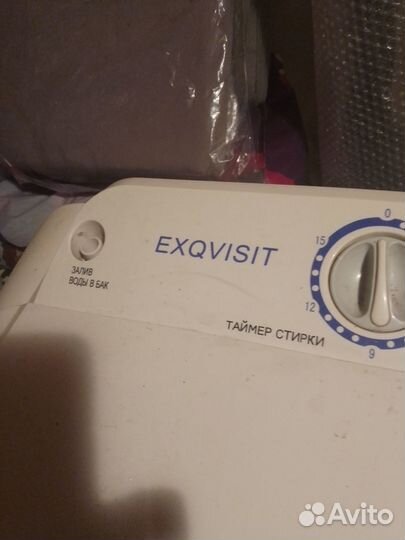 EXQVISIT
ЗАЛИВ
ВОДЫ В БАК
0
15
12
9
ТАЙМЕР СТИРКИ
Avito